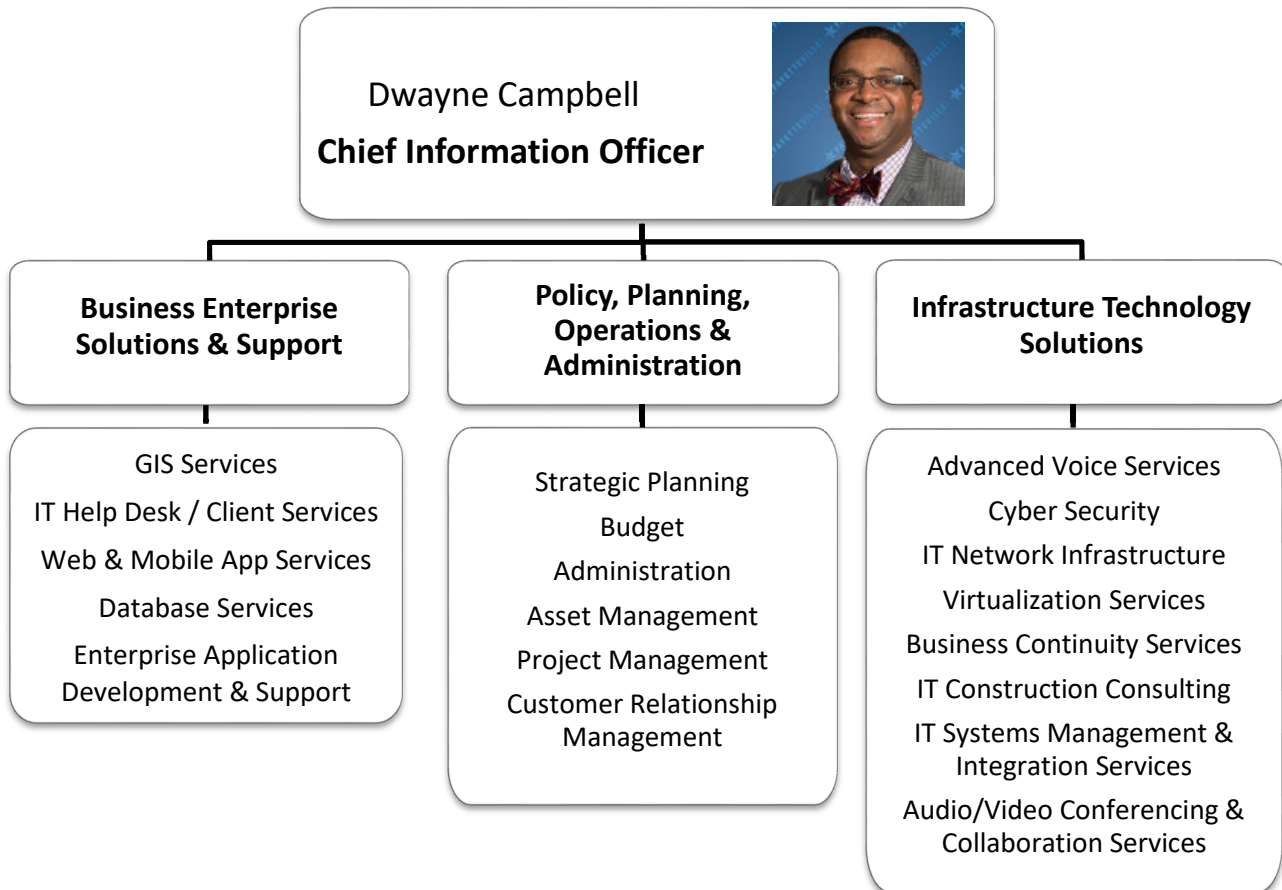 Dwayne Campbell
Chief Information Officer
Business Enterprise
Solutions & Support
Policy, Planning,
Operations &
Administration
Infrastructure Technology
Solutions
GIS Services
IT Help Desk / Client Services
Web & Mobile App Services
Database Services
Enterprise Application
Development & Support
Strategic Planning
Budget
Administration
Asset Management
Project Management
Customer Relationship
Management
Advanced Voice Services
Cyber Security
IT Network Infrastructure
Virtualization Services
Business Continuity Services
IT Construction Consulting
IT Systems Management &
Integration Services
Audio/Video Conferencing &
Collaboration Services